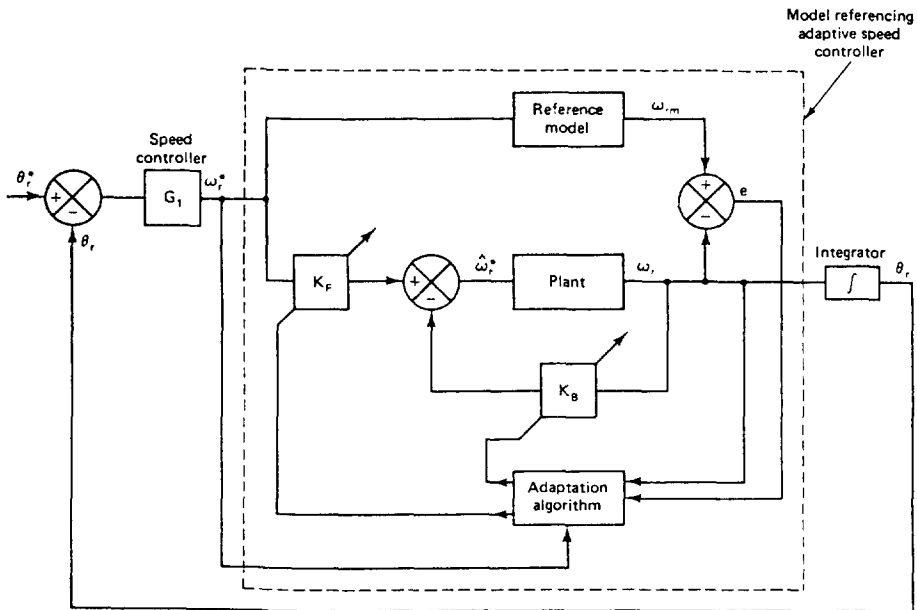 Model referencing
adaptive speed
controller
Reference
model
ω_rm
Speed
controller
θ_r*
+
−
G₁
ω_r*
θ_r
+
−
e
Integrator
K_F
+
−
ω̂_r*
Plant
ω_r
∫
θ_r
K_B
Adaptation
algorithm